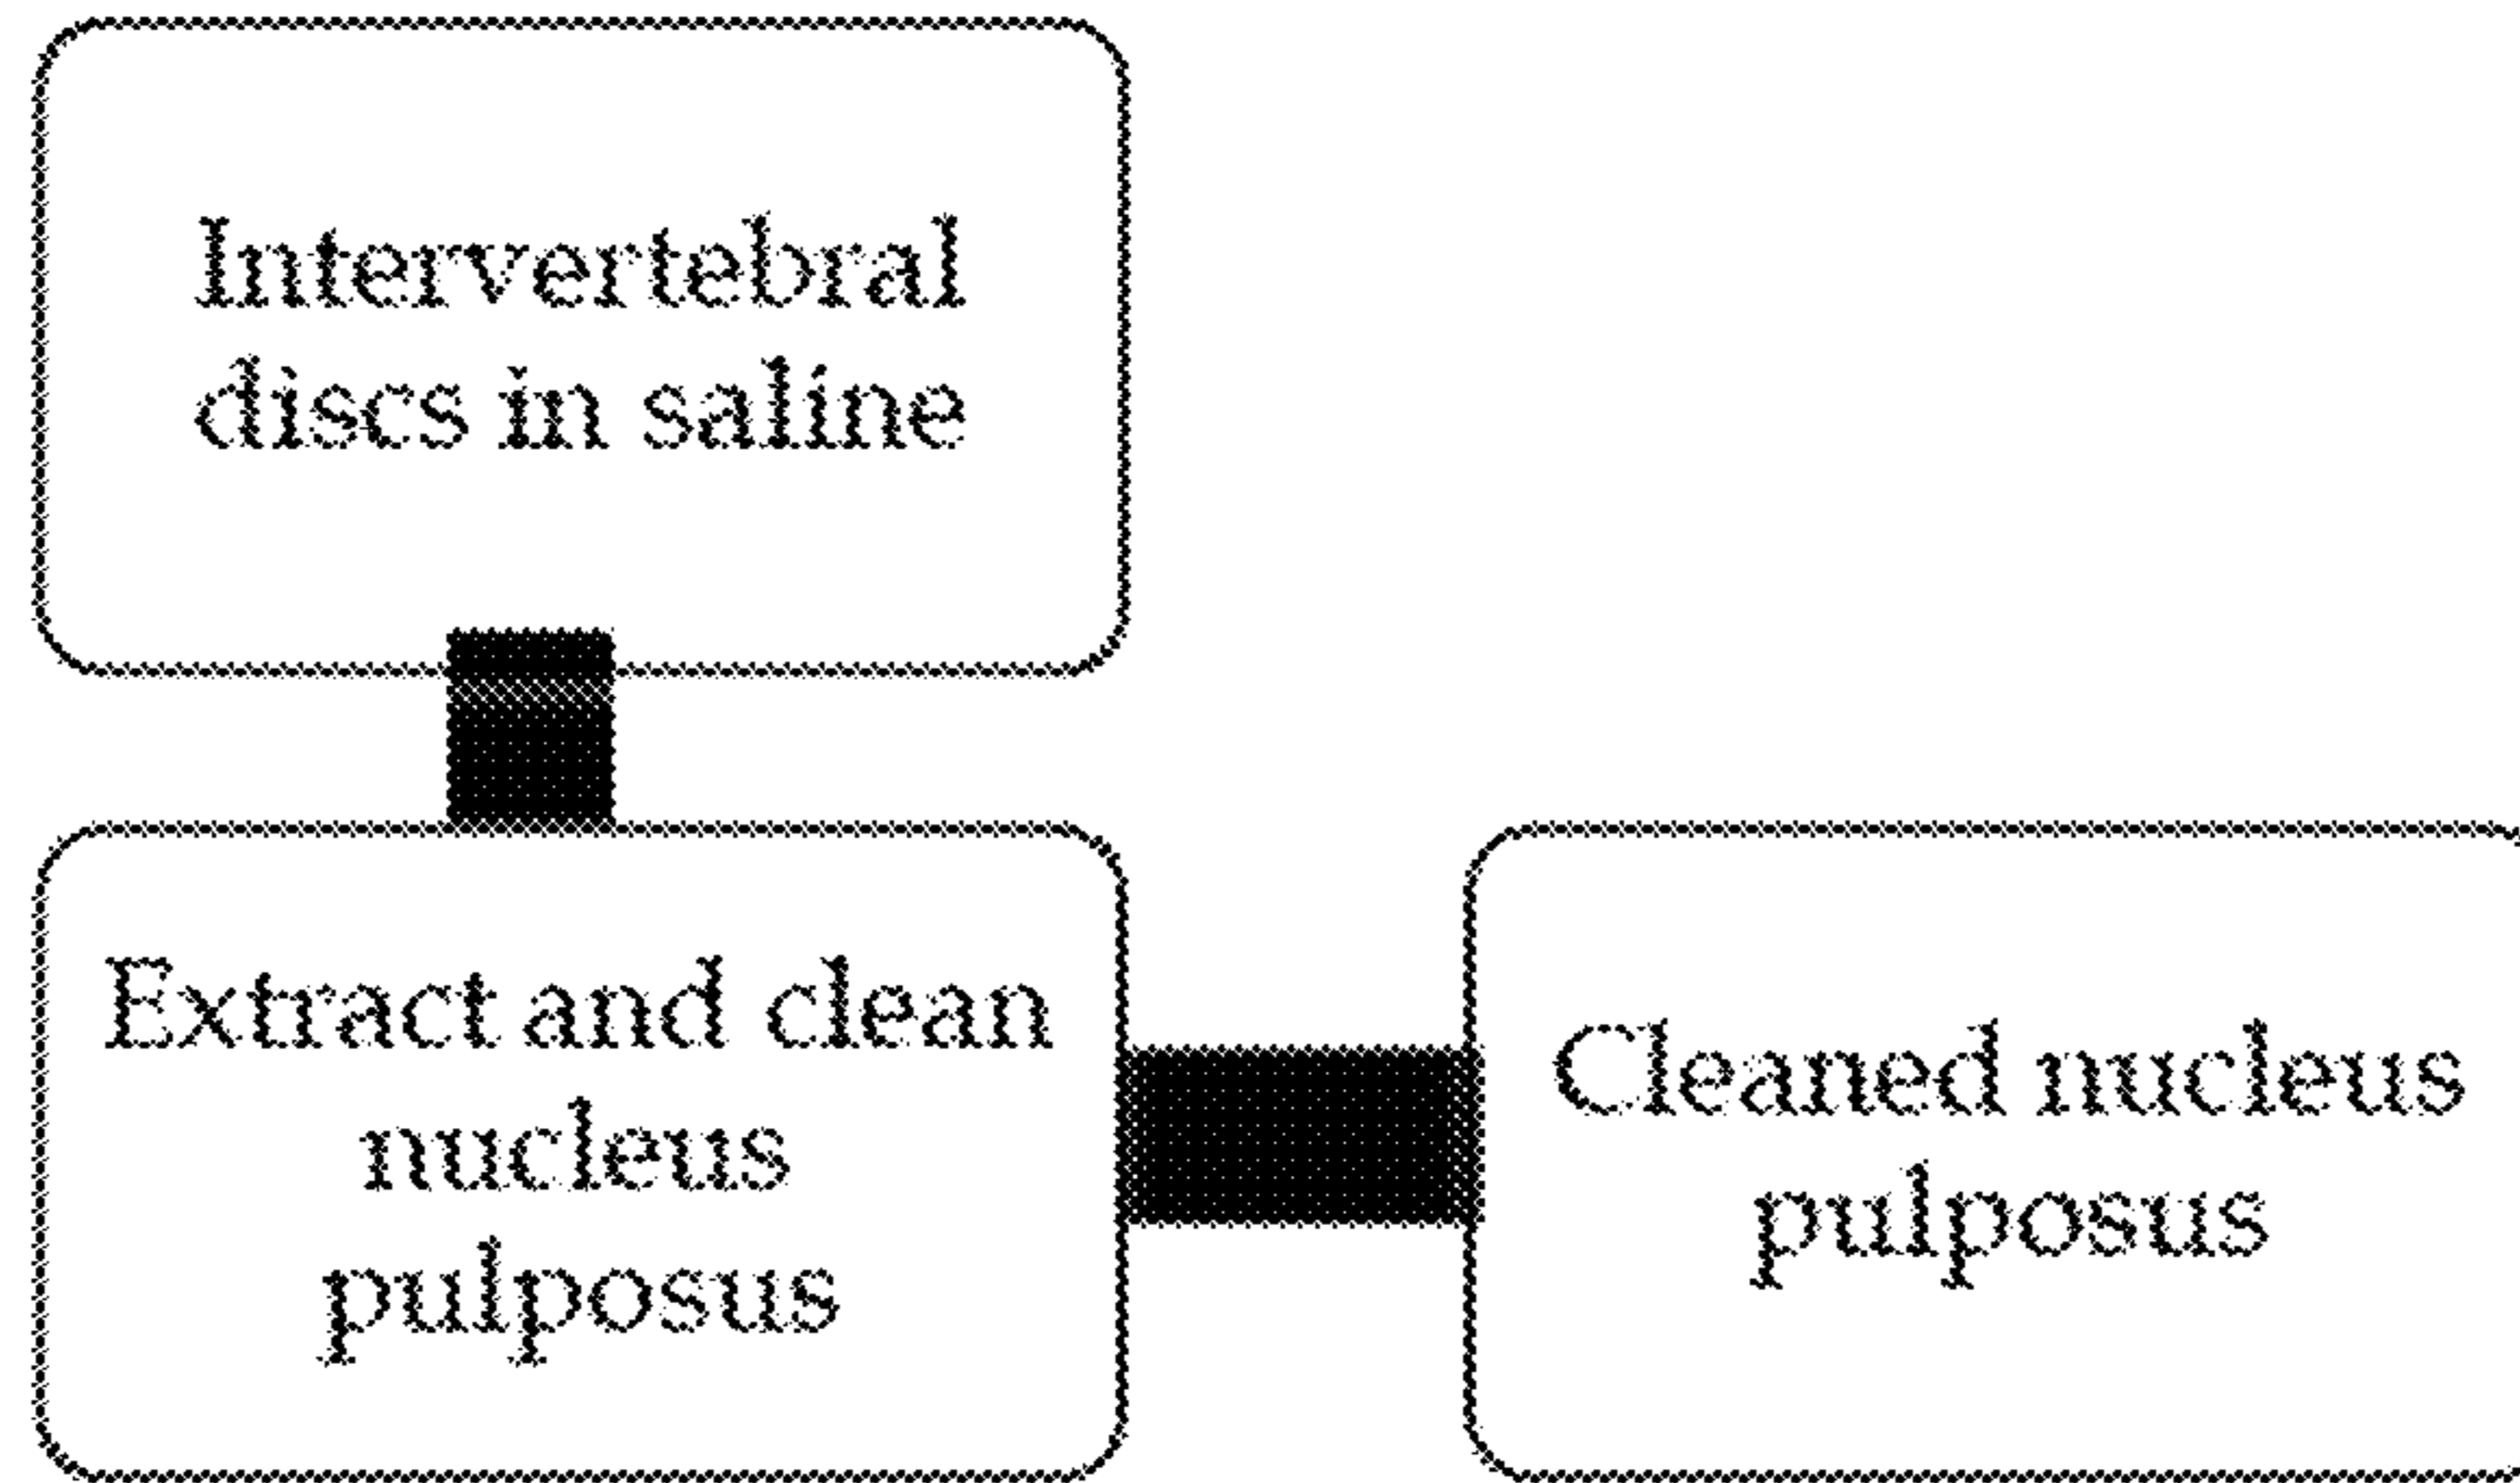 Intervertebral
discs in saline
Extract and clean
nucleus
pulposus
Cleaned nucleus
pulposus